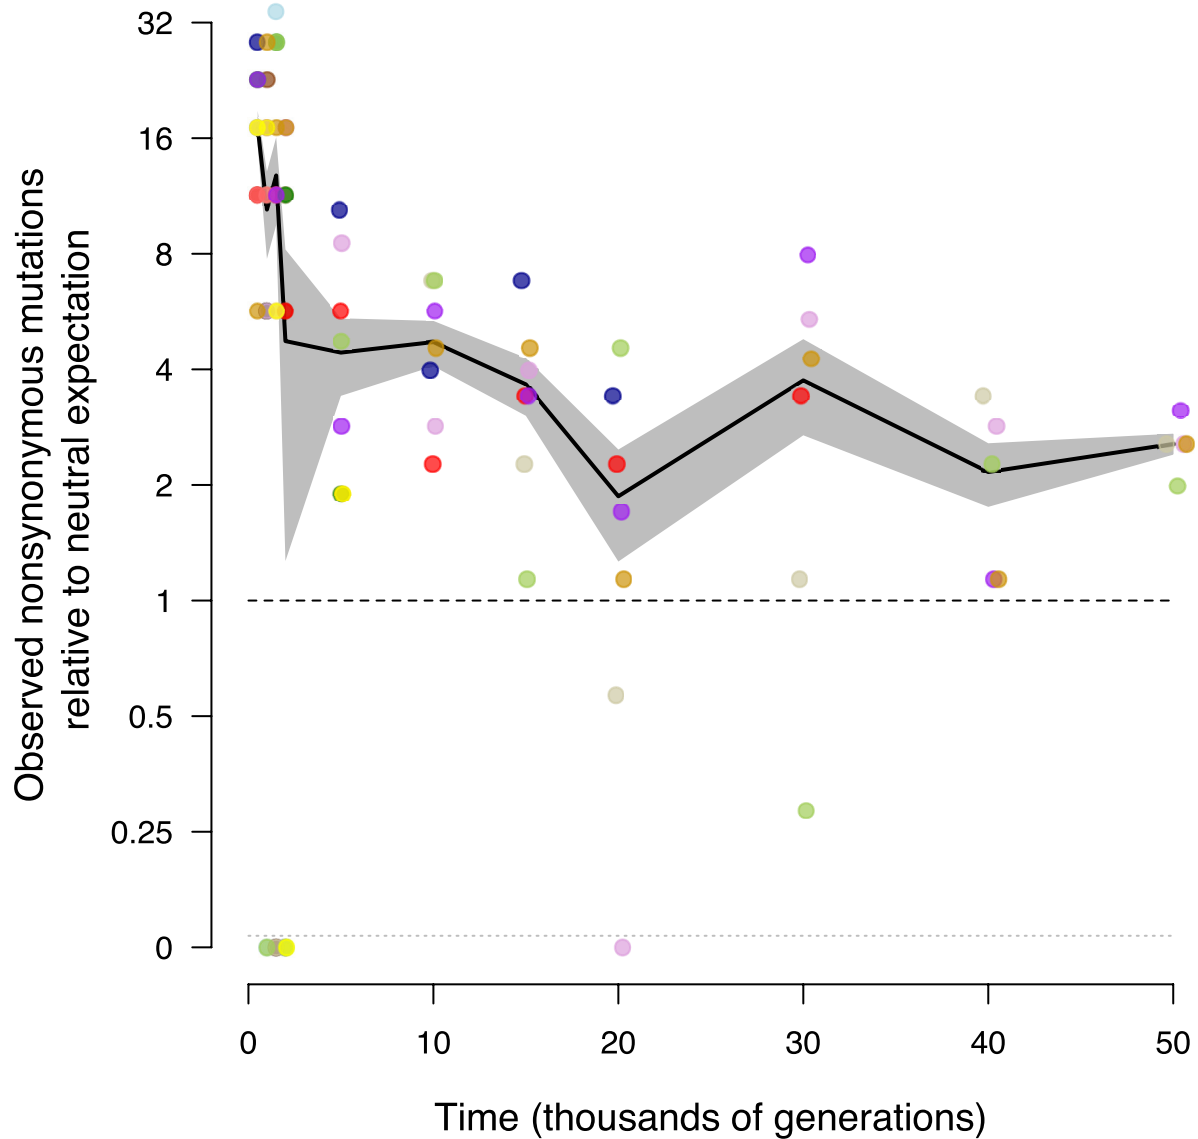 Observed nonsynonymous mutations
relative to neutral expectation
32
16
8
4
2
1
0.5
0.25
0
0 10 20 30 40 50
Time (thousands of generations)